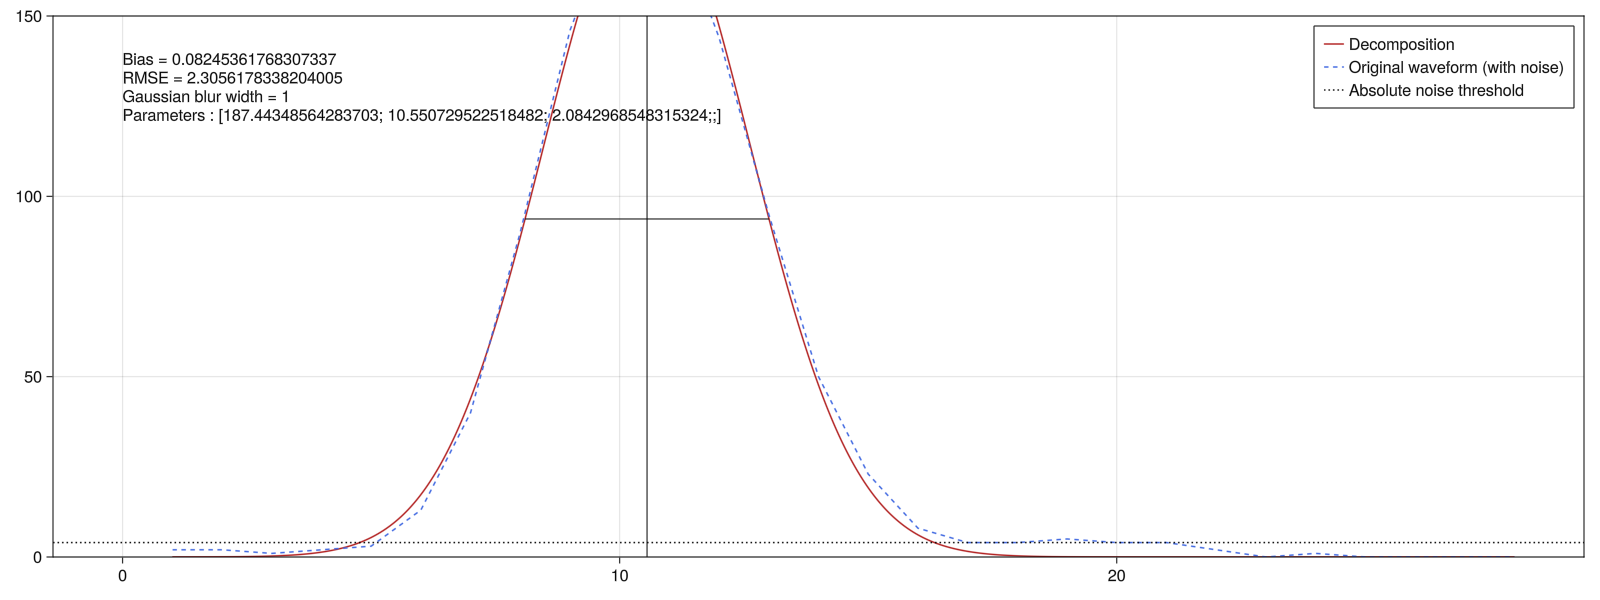 150
Bias = 0.08245361768307337
RMSE = 2.3056178338204005
Gaussian blur width = 1
Parameters : [187.44348564283703; 10.550729522518482; 2.0842968548315324;;]
Decomposition
Original waveform (with noise)
Absolute noise threshold
100
50
0
0 10 20